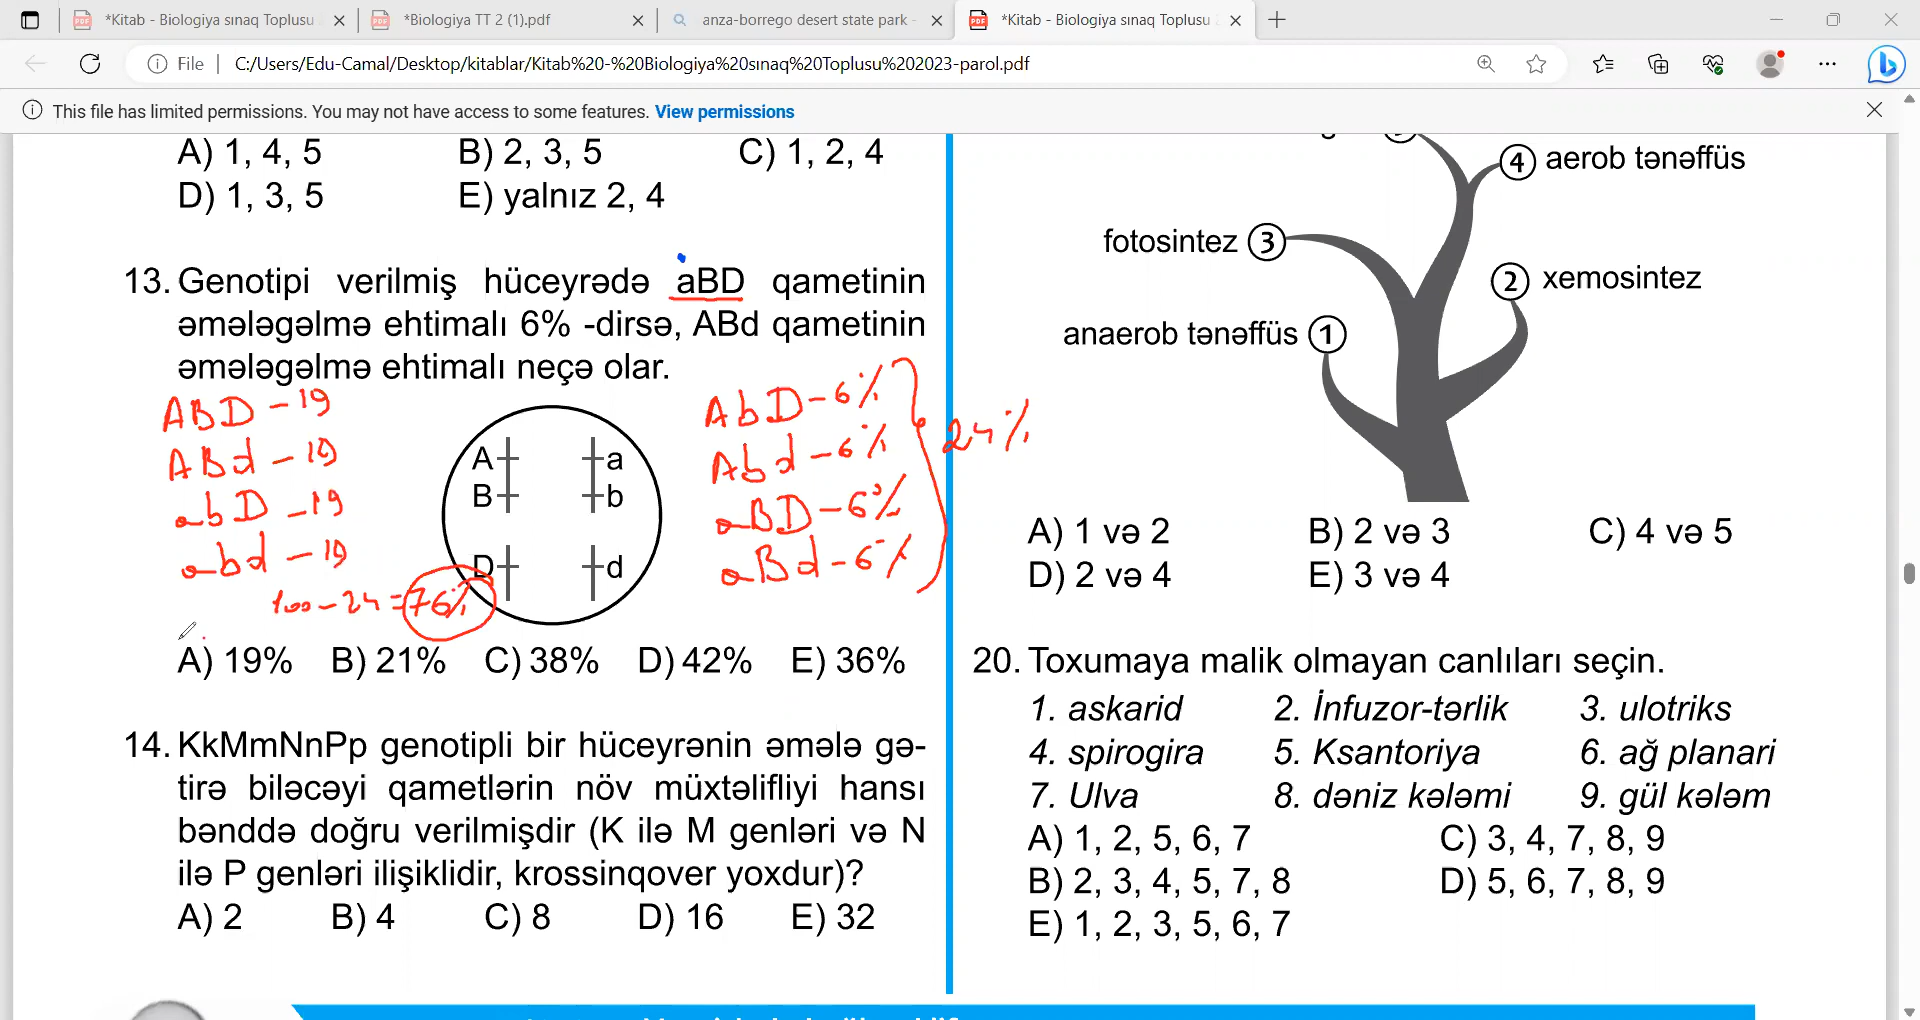 *Kitab - Biologiya sınaq Toplusu
*Biologiya TT 2 (1).pdf
anza-borrego desert state park -
*Kitab - Biologiya sınaq Toplusu
File
C:/Users/Edu-Camal/Desktop/kitablar/Kitab%20-%20Biologiya%20sınaq%20Toplusu%202023-parol.pdf
This file has limited permissions. You may not have access to some features. View permissions
A) 1, 4, 5 B) 2, 3, 5 C) 1, 2, 4
D) 1, 3, 5 E) yalnız 2, 4
13. Genotipi verilmiş hüceyrədə aBD qametinin
əmələgəlmə ehtimalı 6% -dirsə, ABd qametinin
əmələgəlmə ehtimalı neçə olar.
ABD - 19
ABd - 19
abD - 19
abd - 19
100 - 24 = 76%
A B a b
D d
AbD - 6%
Abd - 6%
aBD - 6%
aBd - 6%
24%
A) 19% B) 21% C) 38% D) 42% E) 36%
14. KkMmNnPp genotipli bir hüceyrənin əmələ gə-
tirə biləcəyi qametlərin növ müxtəlifliyi hansı
bənddə doğru verilmişdir (K ilə M genləri və N
ilə P genləri ilişiklidir, krossinqover yoxdur)?
A) 2 B) 4 C) 8 D) 16 E) 32
4 aerob tənəffüs
fotosintez 3
2 xemosintez
anaerob tənəffüs 1
A) 1 və 2 B) 2 və 3 C) 4 və 5
D) 2 və 4 E) 3 və 4
20. Toxumaya malik olmayan canlıları seçin.
1. askarid 2. İnfuzor-tərlik 3. ulotriks
4. spirogira 5. Ksantoriya 6. ağ planari
7. Ulva 8. dəniz kələmi 9. gül kələm
A) 1, 2, 5, 6, 7 C) 3, 4, 7, 8, 9
B) 2, 3, 4, 5, 7, 8 D) 5, 6, 7, 8, 9
E) 1, 2, 3, 5, 6, 7